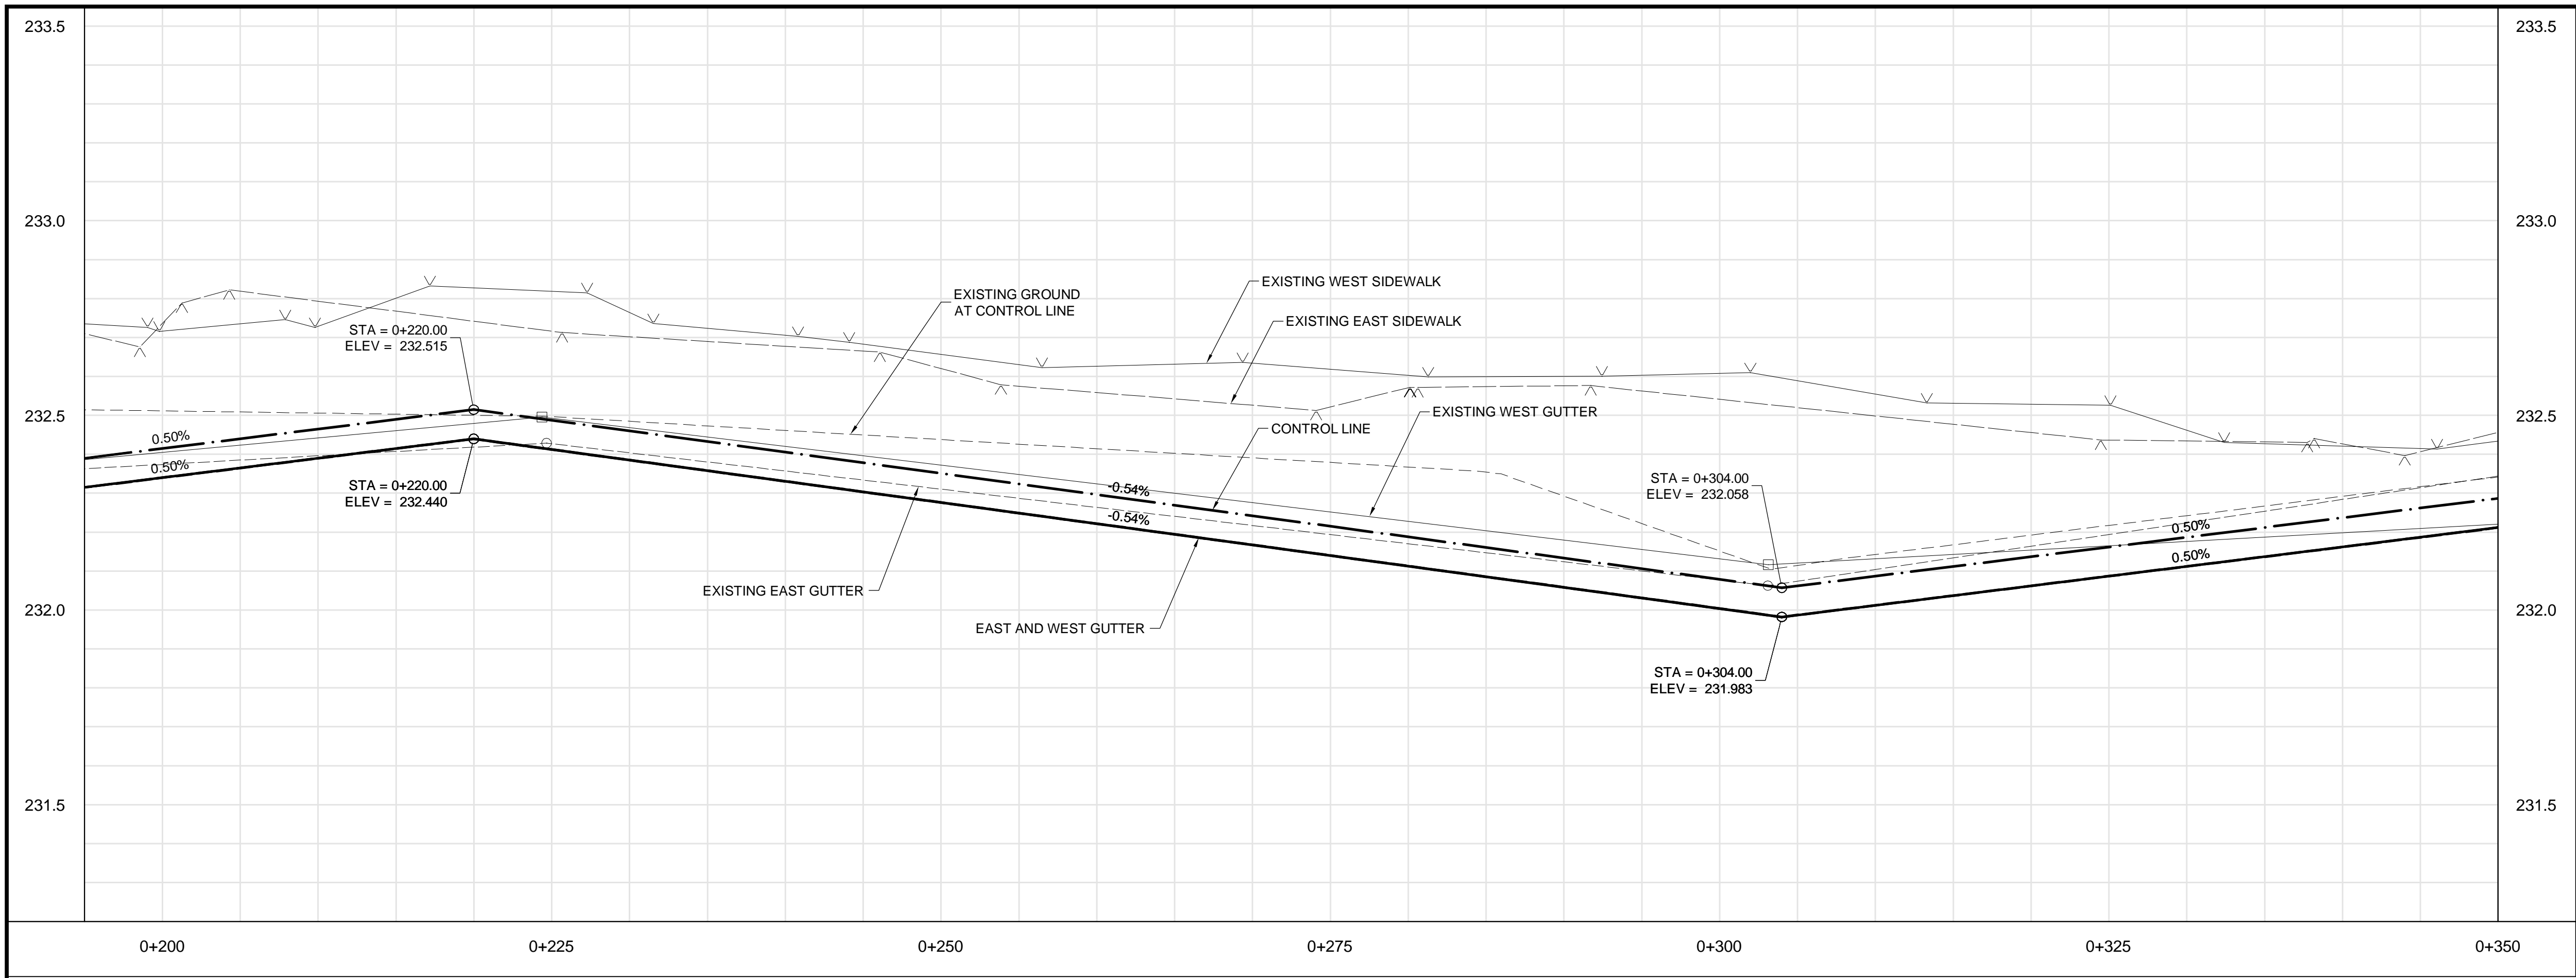 233.5
233.5
233.0
233.0
EXISTING WEST SIDEWALK
EXISTING GROUND
AT CONTROL LINE
EXISTING EAST SIDEWALK
STA = 0+220.00
ELEV = 232.515
232.5
232.5
EXISTING WEST GUTTER
CONTROL LINE
0.50%
0.50%
STA = 0+220.00
ELEV = 232.440
-0.54%
-0.54%
STA = 0+304.00
ELEV = 232.058
0.50%
0.50%
EXISTING EAST GUTTER
232.0
232.0
EAST AND WEST GUTTER
STA = 0+304.00
ELEV = 231.983
231.5
231.5
0+200
0+225
0+250
0+275
0+300
0+325
0+350